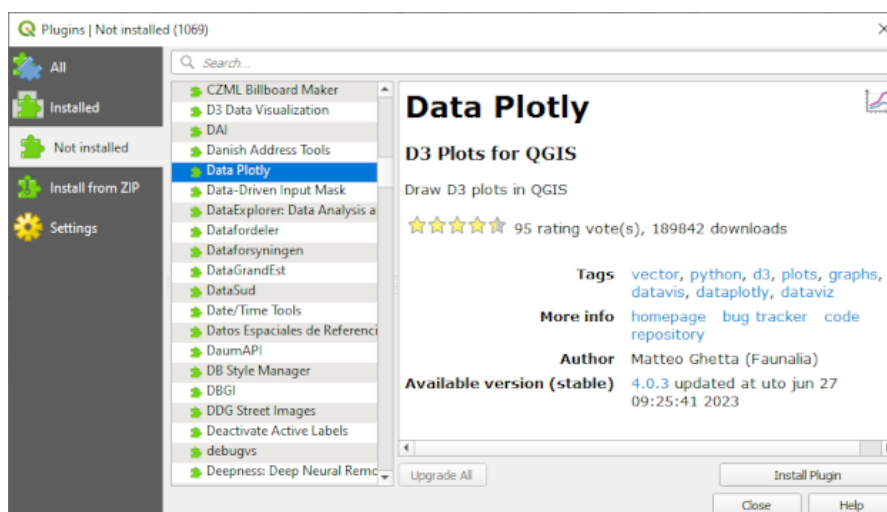 Plugins | Not installed (1069)
All
Installed
Not installed
Install from ZIP
Settings
Search...
CZML Billboard Maker
D3 Data Visualization
DAI
Danish Address Tools
Data Plotly
Data-Driven Input Mask
DataExplorer: Data Analysis a
Datafordeler
Dataforsyningen
DataGrandEst
DataSud
Date/Time Tools
Datos Espaciales de Referenci
DaumAPI
DB Style Manager
DBGI
DDG Street Images
Deactivate Active Labels
debugvs
Deepness: Deep Neural Remo
Data Plotly
D3 Plots for QGIS
Draw D3 plots in QGIS
95 rating vote(s), 189842 downloads
Tags vector, python, d3, plots, graphs,
datavis, dataplotly, dataviz
More info homepage bug tracker code
repository
Author Matteo Ghetta (Faunalia)
Available version (stable) 4.0.3 updated at uto jun 27
09:25:41 2023
Upgrade All
Install Plugin
Close
Help